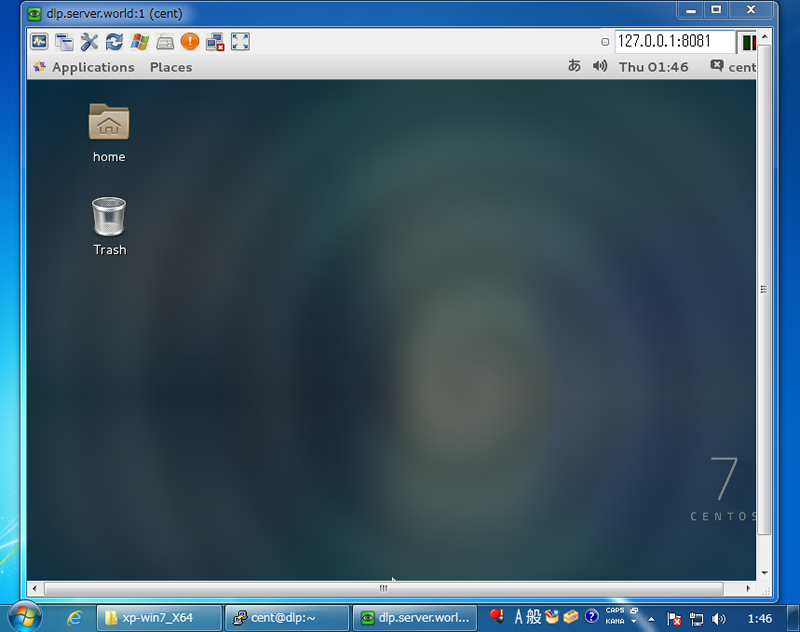 dlp.server.world:1 (cent)
127.0.0.1:8081
Applications Places あ Thu 01:46 cent
home
Trash
7
CENTOS
xp-win7_X64 cent@dlp:~ dlp.server.worl... A 般 CAPS KANA 1:46